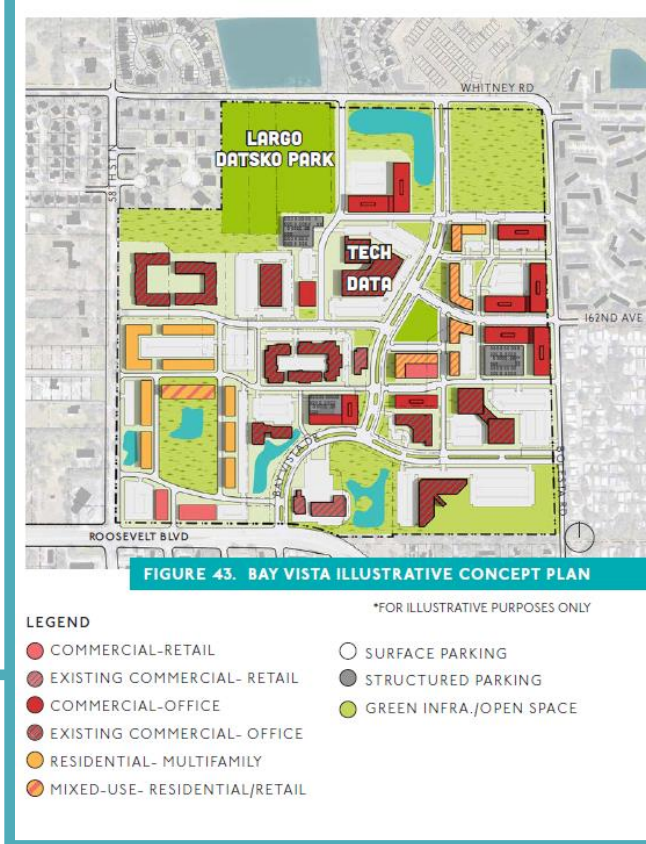 WHITNEY RD
LARGO
DATSKO PARK
58TH ST N
TECH
DATA
162ND AVE
BAY VISTA DR
BOLESTA RD
ROOSEVELT BLVD
FIGURE 43. BAY VISTA ILLUSTRATIVE CONCEPT PLAN
*FOR ILLUSTRATIVE PURPOSES ONLY
LEGEND
COMMERCIAL-RETAIL
EXISTING COMMERCIAL- RETAIL
COMMERCIAL-OFFICE
EXISTING COMMERCIAL- OFFICE
RESIDENTIAL- MULTIFAMILY
MIXED-USE- RESIDENTIAL/RETAIL
SURFACE PARKING
STRUCTURED PARKING
GREEN INFRA./OPEN SPACE